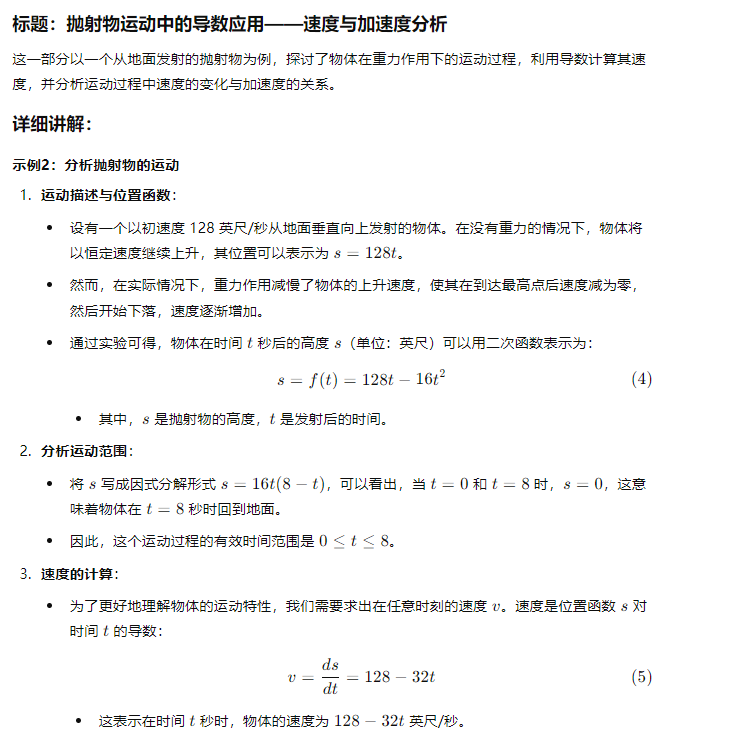 标题：抛射物运动中的导数应用——速度与加速度分析
这一部分以一个从地面发射的抛射物为例，探讨了物体在重力作用下的运动过程，利用导数计算其速
度，并分析运动过程中速度的变化与加速度的关系。
详细讲解：
示例2：分析抛射物的运动
1. 运动描述与位置函数：
• 设有一个以初速度 128 英尺/秒从地面垂直向上发射的物体。在没有重力的情况下，物体将
以恒定速度继续上升，其位置可以表示为 s = 128t。
• 然而，在实际情况下，重力作用减慢了物体的上升速度，使其在到达最高点后速度减为零，
然后开始下落，速度逐渐增加。
• 通过实验可得，物体在时间 t 秒后的高度 s（单位：英尺）可以用二次函数表示为：
s = f(t) = 128t − 16t² (4)
• 其中，s 是抛射物的高度，t 是发射后的时间。
2. 分析运动范围：
• 将 s 写成因式分解形式 s = 16t(8 − t)，可以看出，当 t = 0 和 t = 8 时，s = 0，这意
味着物体在 t = 8 秒时回到地面。
• 因此，这个运动过程的有效时间范围是 0 ≤ t ≤ 8。
3. 速度的计算：
• 为了更好地理解物体的运动特性，我们需要求出在任意时刻的速度 v。速度是位置函数 s 对
时间 t 的导数：
v = ds/dt = 128 − 32t (5)
• 这表示在时间 t 秒时，物体的速度为 128 − 32t 英尺/秒。